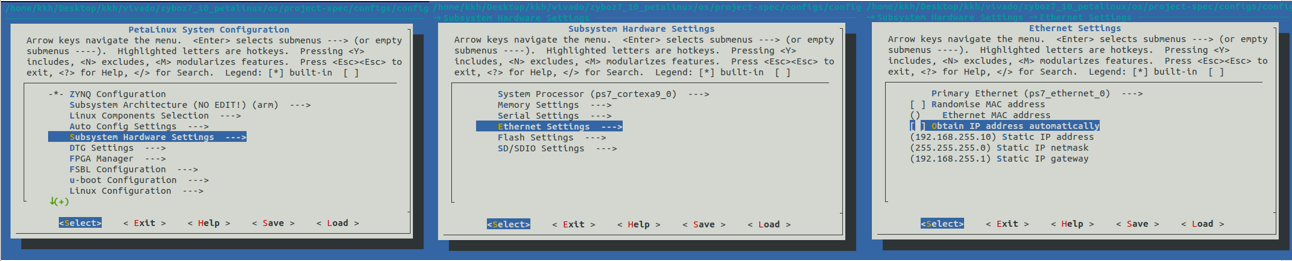 /home/kkh/Desktop/kkh/vivado/zyboz7_10_petalinux/os/project-spec/configs/config
PetaLinux System Configuration
Arrow keys navigate the menu.  <Enter> selects submenus ---> (or empty
submenus ----).  Highlighted letters are hotkeys.  Pressing <Y>
includes, <N> excludes, <M> modularizes features.  Press <Esc><Esc> to
exit, <?> for Help, </> for Search.  Legend: [*] built-in  [ ]
-*- ZYNQ Configuration
Subsystem Architecture (NO EDIT!) (arm)  --->
Linux Components Selection  --->
Auto Config Settings  --->
Subsystem Hardware Settings  --->
DTG Settings  --->
FPGA Manager  --->
FSBL Configuration  --->
u-boot Configuration  --->
Linux Configuration  --->
↓(+)
<Select>    < Exit >    < Help >    < Save >    < Load >
/home/kkh/Desktop/kkh/vivado/zyboz7_10_petalinux/os/project-spec/configs/config
→ Subsystem Hardware Settings
Subsystem Hardware Settings
Arrow keys navigate the menu.  <Enter> selects submenus ---> (or empty
submenus ----).  Highlighted letters are hotkeys.  Pressing <Y>
includes, <N> excludes, <M> modularizes features.  Press <Esc><Esc> to
exit, <?> for Help, </> for Search.  Legend: [*] built-in  [ ]
System Processor (ps7_cortexa9_0)  --->
Memory Settings  --->
Serial Settings  --->
Ethernet Settings  --->
Flash Settings  --->
SD/SDIO Settings  --->
<Select>    < Exit >    < Help >    < Save >    < Load >
/home/kkh/Desktop/kkh/vivado/zyboz7_10_petalinux/os/project-spec/configs/config
→ Subsystem Hardware Settings → Ethernet Settings
Ethernet Settings
Arrow keys navigate the menu.  <Enter> selects submenus ---> (or empty
submenus ----).  Highlighted letters are hotkeys.  Pressing <Y>
includes, <N> excludes, <M> modularizes features.  Press <Esc><Esc> to
exit, <?> for Help, </> for Search.  Legend: [*] built-in  [ ]
Primary Ethernet (ps7_ethernet_0)  --->
[ ] Randomise MAC address
()    Ethernet MAC address
[ ] Obtain IP address automatically
(192.168.255.10) Static IP address
(255.255.255.0) Static IP netmask
(192.168.255.1) Static IP gateway
<Select>    < Exit >    < Help >    < Save >    < Load >